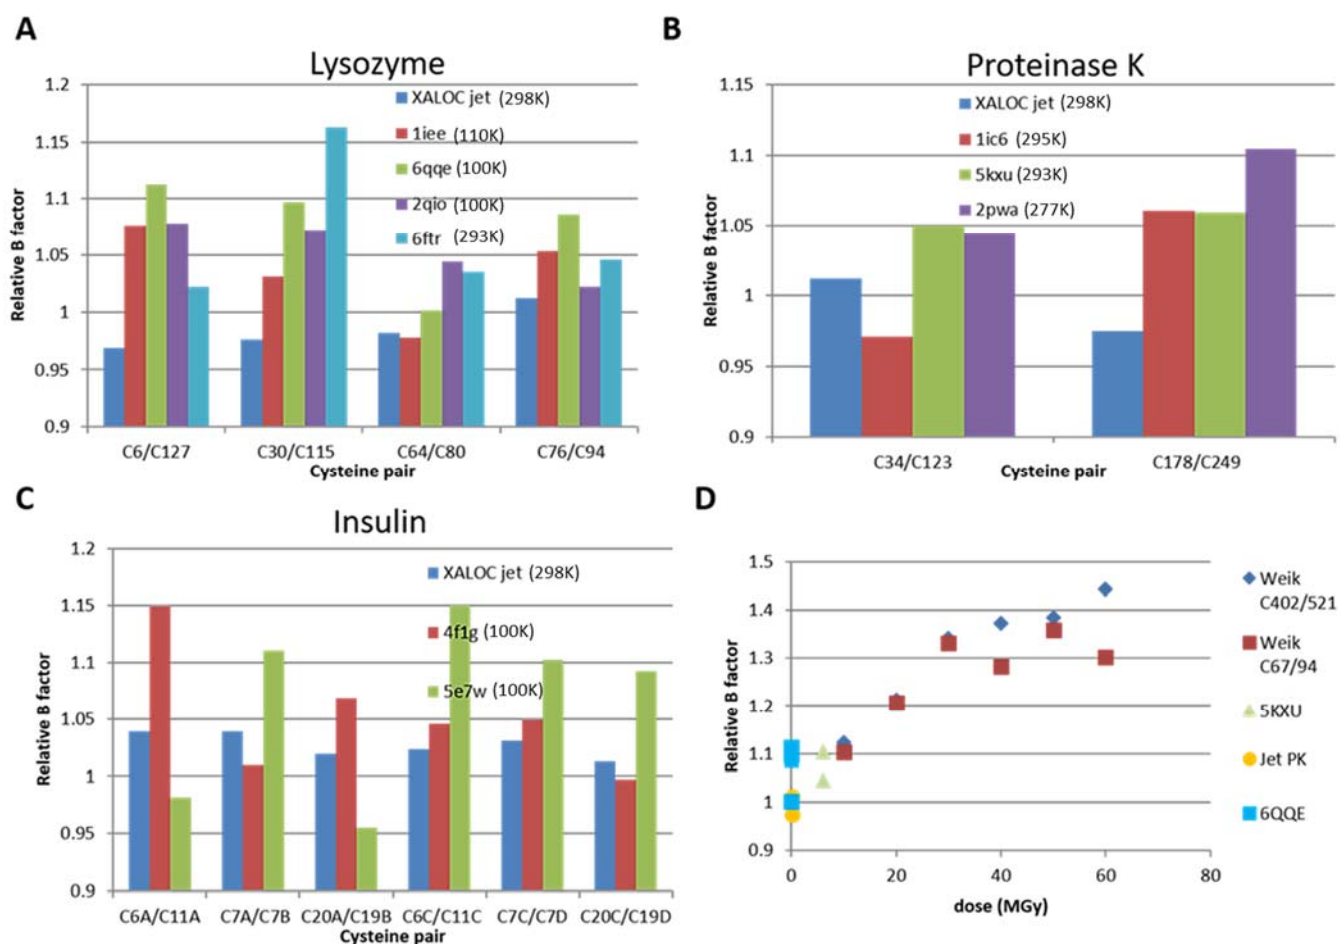 A
Lysozyme
1.2
1.15
1.1
1.05
1
0.95
0.9
Relative B factor
XALOC jet (298K)
1iee (110K)
6qqe (100K)
2qio (100K)
6ftr (293K)
C6/C127 C30/C115 C64/C80 C76/C94
Cysteine pair
B
Proteinase K
1.15
1.1
1.05
1
0.95
0.9
Relative B factor
XALOC jet (298K)
1ic6 (295K)
5kxu (293K)
2pwa (277K)
C34/C123 C178/C249
Cysteine pair
C
Insulin
1.2
1.15
1.1
1.05
1
0.95
0.9
Relative B factor
XALOC jet (298K)
4f1g (100K)
5e7w (100K)
C6A/C11A C7A/C7B C20A/C19B C6C/C11C C7C/C7D C20C/C19D
Cysteine pair
D
1.5
1.4
1.3
1.2
1.1
1
0.9
Relative B factor
0 20 40 60 80
dose (MGy)
Weik
C402/521
Weik
C67/94
5KXU
Jet PK
6QQE